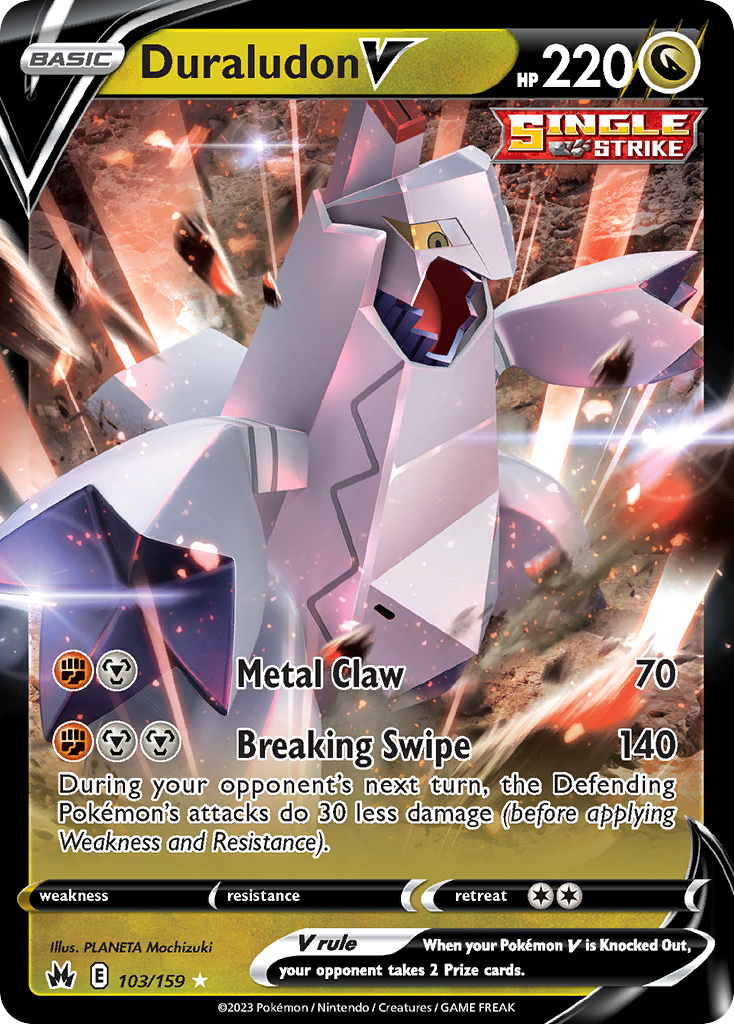 BASIC
Duraludon V
HP 220
SINGLE
STRIKE
Metal Claw 70
Breaking Swipe 140
During your opponent's next turn, the Defending
Pokémon's attacks do 30 less damage (before applying
Weakness and Resistance).
weakness resistance retreat
Illus. PLANETA Mochizuki
V rule When your Pokémon V is Knocked Out,
your opponent takes 2 Prize cards.
E 103/159
©2023 Pokémon / Nintendo / Creatures / GAME FREAK